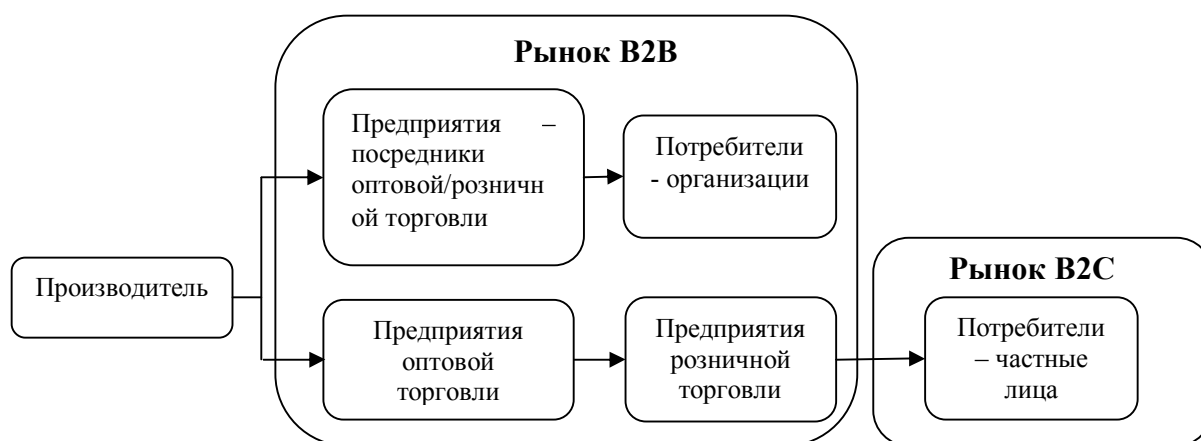 Рынок B2B
Предприятия –
посредники
оптовой/розничн
ой торговли
Потребители
- организации
Производитель
Предприятия
оптовой
торговли
Предприятия
розничной
торговли
Рынок B2C
Потребители
– частные
лица